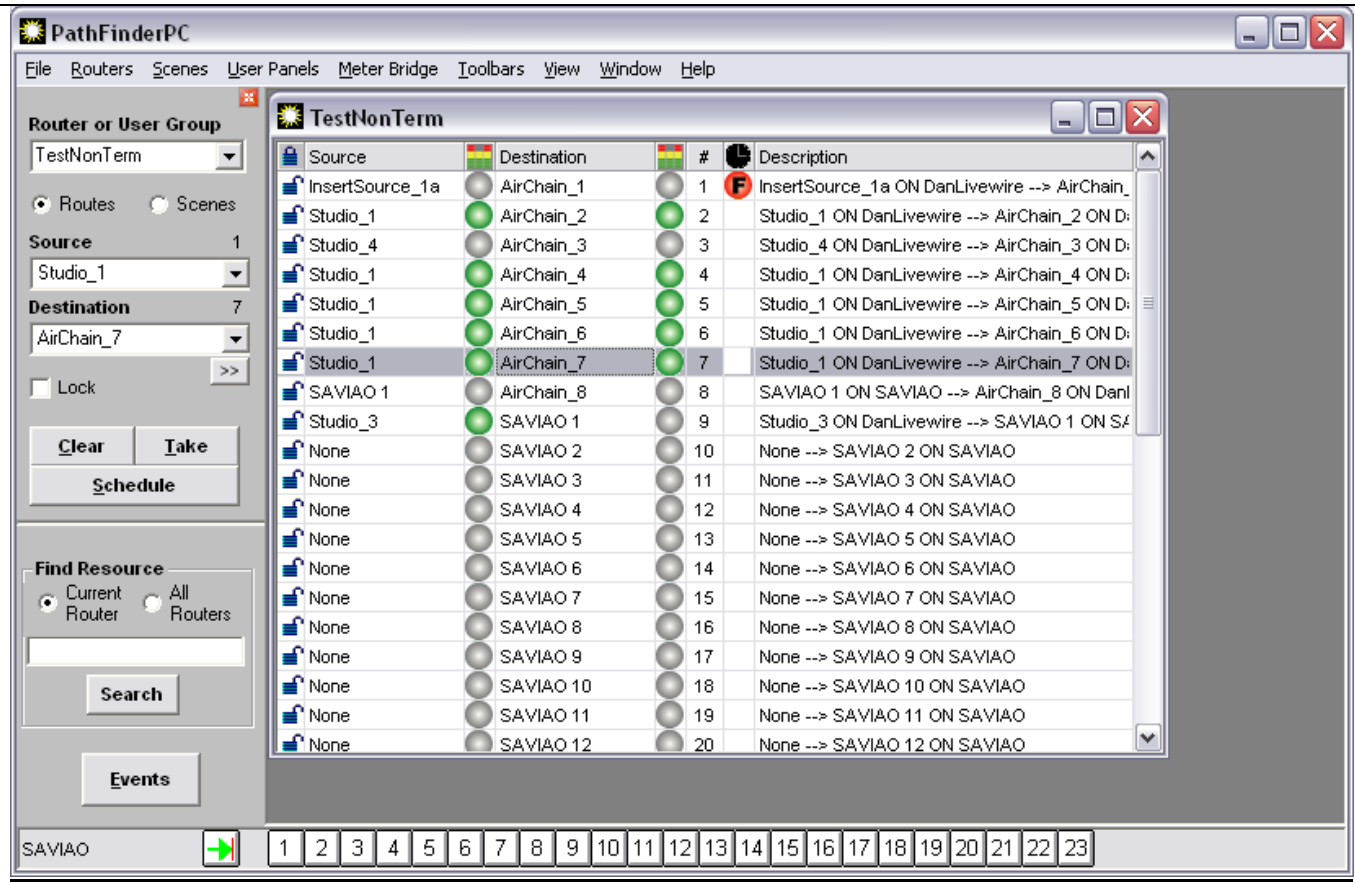 PathFinderPC
File Routers Scenes User Panels Meter Bridge Toolbars View Window Help
Router or User Group
TestNonTerm
Routes Scenes
Source 1
Studio_1
Destination 7
AirChain_7
>>
Lock
Clear Take
Schedule
Find Resource
Current Router All Routers
Search
Events
TestNonTerm
Source Destination # Description
InsertSource_1a AirChain_1 1 F InsertSource_1a ON DanLivewire --> AirChain_
Studio_1 AirChain_2 2 Studio_1 ON DanLivewire --> AirChain_2 ON D
Studio_4 AirChain_3 3 Studio_4 ON DanLivewire --> AirChain_3 ON D
Studio_1 AirChain_4 4 Studio_1 ON DanLivewire --> AirChain_4 ON D
Studio_1 AirChain_5 5 Studio_1 ON DanLivewire --> AirChain_5 ON D
Studio_1 AirChain_6 6 Studio_1 ON DanLivewire --> AirChain_6 ON D
Studio_1 AirChain_7 7 Studio_1 ON DanLivewire --> AirChain_7 ON D
SAVIAO 1 AirChain_8 8 SAVIAO 1 ON SAVIAO --> AirChain_8 ON Danl
Studio_3 SAVIAO 1 9 Studio_3 ON DanLivewire --> SAVIAO 1 ON SA
None SAVIAO 2 10 None --> SAVIAO 2 ON SAVIAO
None SAVIAO 3 11 None --> SAVIAO 3 ON SAVIAO
None SAVIAO 4 12 None --> SAVIAO 4 ON SAVIAO
None SAVIAO 5 13 None --> SAVIAO 5 ON SAVIAO
None SAVIAO 6 14 None --> SAVIAO 6 ON SAVIAO
None SAVIAO 7 15 None --> SAVIAO 7 ON SAVIAO
None SAVIAO 8 16 None --> SAVIAO 8 ON SAVIAO
None SAVIAO 9 17 None --> SAVIAO 9 ON SAVIAO
None SAVIAO 10 18 None --> SAVIAO 10 ON SAVIAO
None SAVIAO 11 19 None --> SAVIAO 11 ON SAVIAO
None SAVIAO 12 20 None --> SAVIAO 12 ON SAVIAO
SAVIAO 1 2 3 4 5 6 7 8 9 10 11 12 13 14 15 16 17 18 19 20 21 22 23